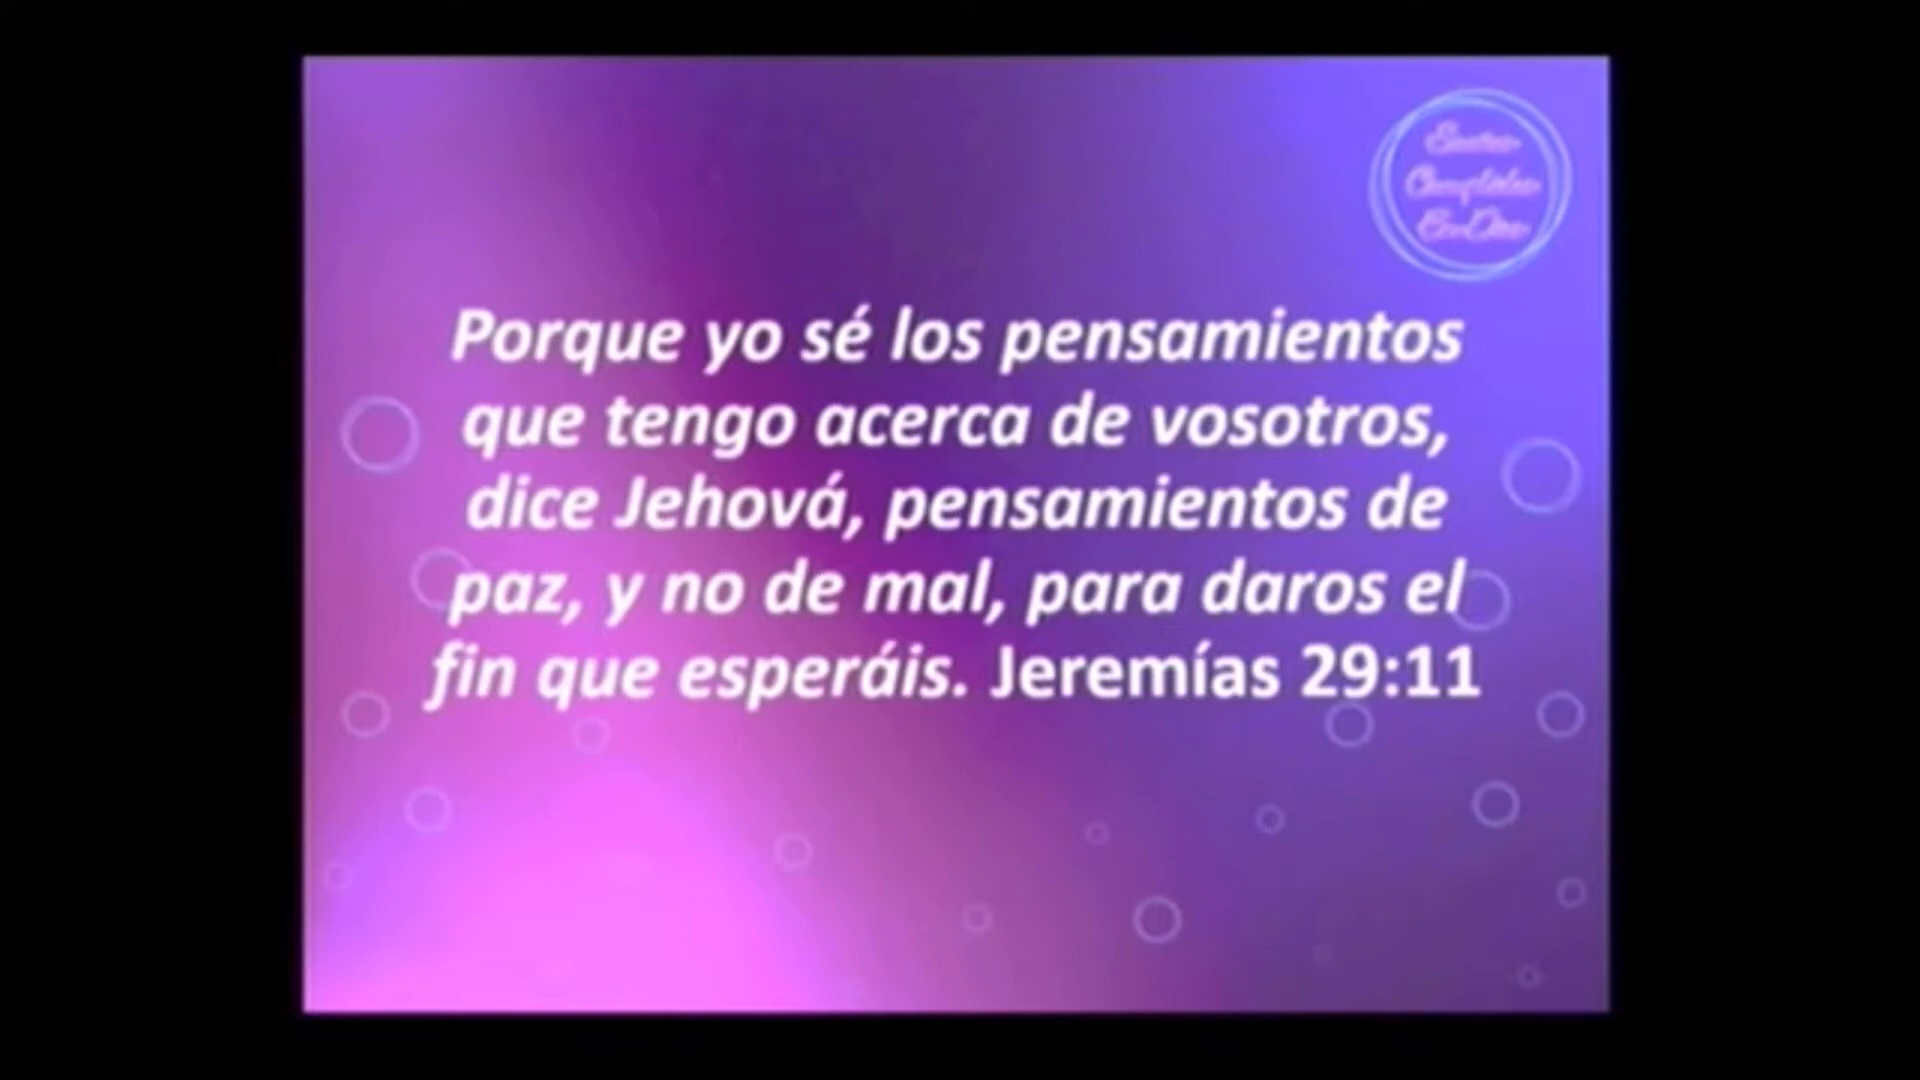 Porque yo sé los pensamientos
que tengo acerca de vosotros,
dice Jehová, pensamientos de
paz, y no de mal, para daros el
fin que esperáis. Jeremías 29:11